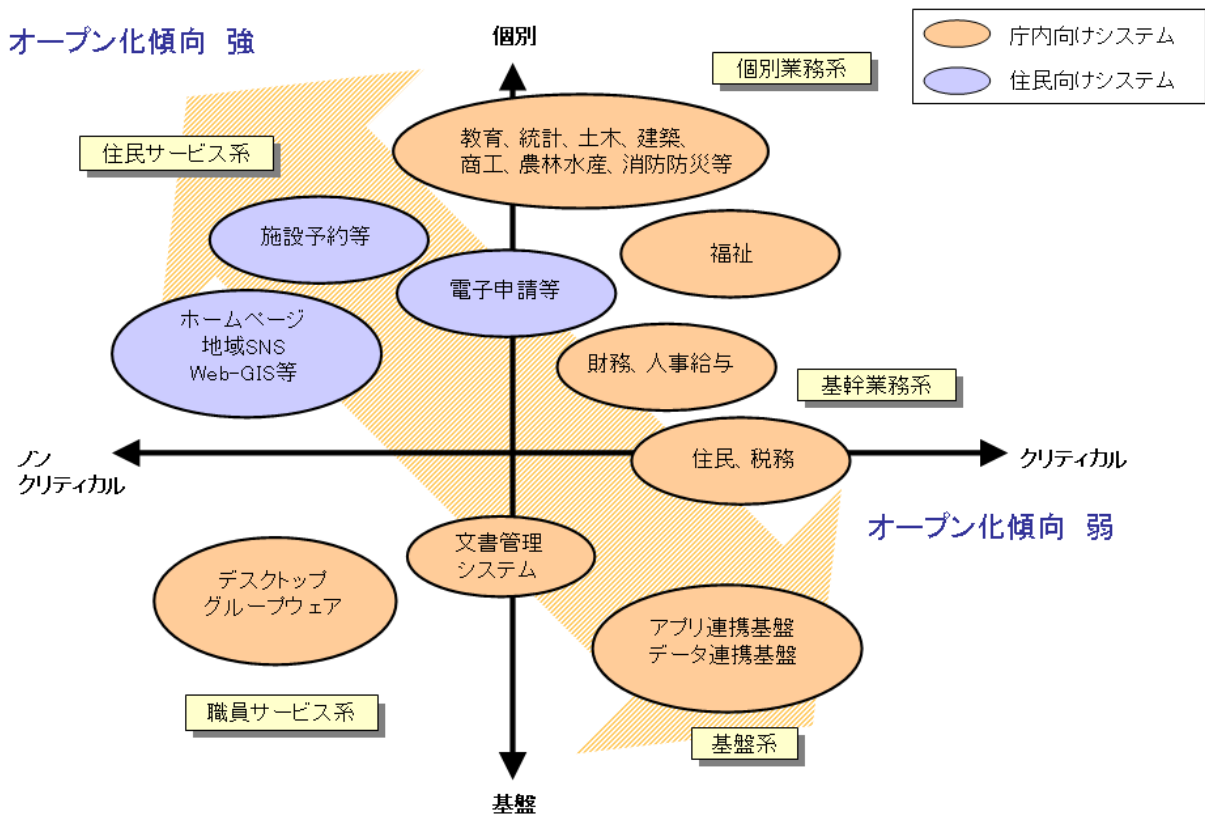 オープン化傾向 強
個別
個別業務系
庁内向けシステム
住民向けシステム
住民サービス系
教育、統計、土木、建築、
商工、農林水産、消防防災等
施設予約等
福祉
電子申請等
ホームページ
地域SNS
Web-GIS等
財務、人事給与
基幹業務系
ノン
クリティカル
住民、税務
クリティカル
オープン化傾向 弱
文書管理
システム
デスクトップ
グループウェア
アプリ連携基盤
データ連携基盤
職員サービス系
基盤系
基盤